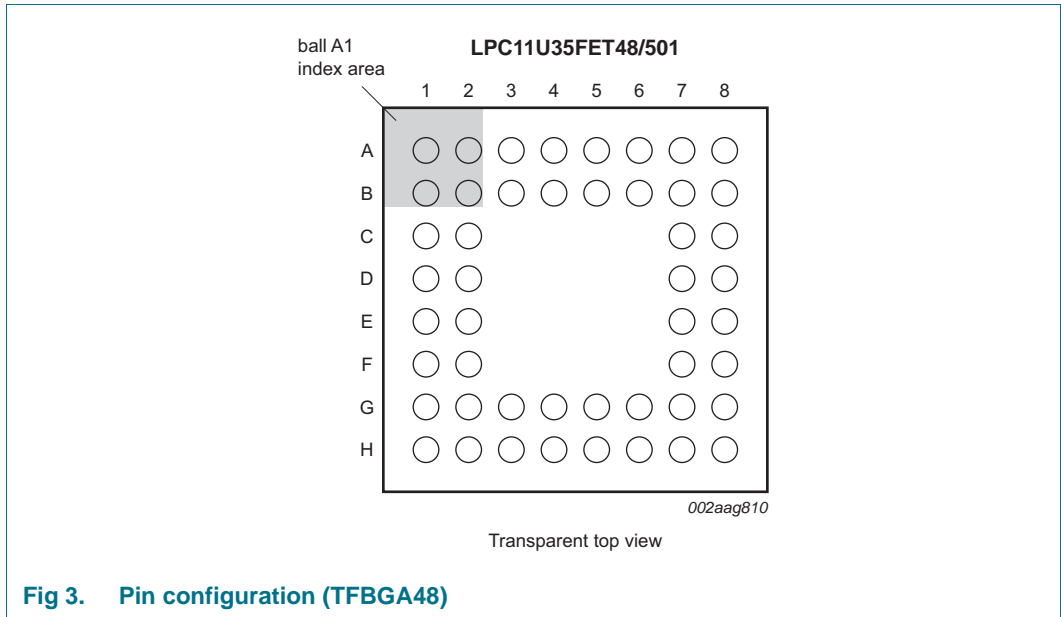 ball A1
index area
LPC11U35FET48/501
1 2 3 4 5 6 7 8
A
B
C
D
E
F
G
H
002aag810
Transparent top view
Fig 3. Pin configuration (TFBGA48)